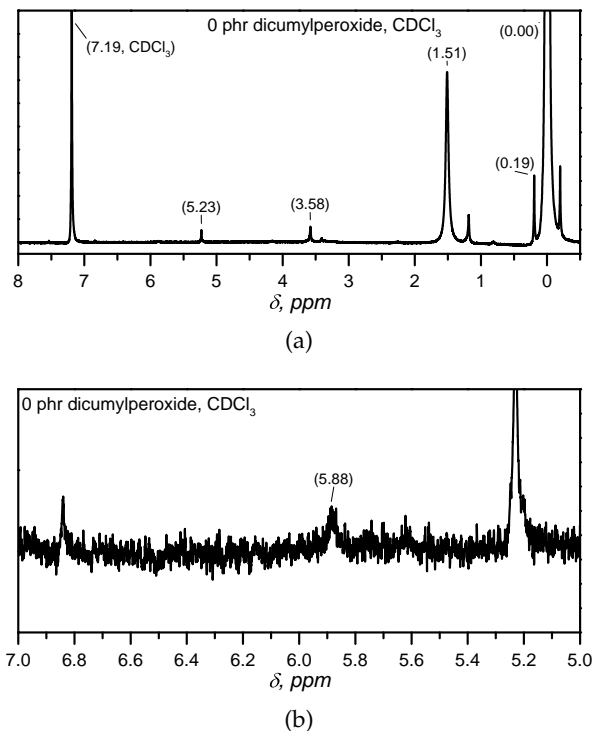 0 phr dicumylperoxide, CDCl₃
(7.19, CDCl₃)
(1.51)
(0.00)
(0.19)
(5.23)
(3.58)
8 7 6 5 4 3 2 1 0
δ, ppm
(a)
0 phr dicumylperoxide, CDCl₃
(5.88)
7.0 6.8 6.6 6.4 6.2 6.0 5.8 5.6 5.4 5.2 5.0
δ, ppm
(b)